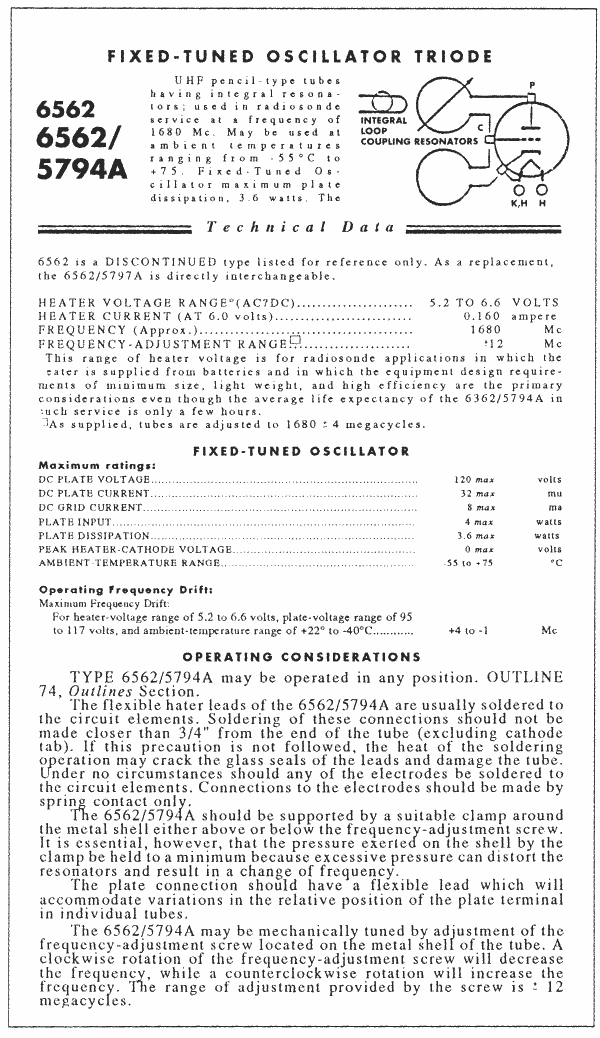 FIXED-TUNED OSCILLATOR TRIODE
6562
6562/
5794A
UHF pencil-type tubes
having integral resona-
tors; used in radiosonde
service at a frequency of
1680 Mc. May be used at
ambient temperatures
ranging from -55°C to
+75. Fixed-Tuned Os-
cillator maximum plate
dissipation, 3.6 watts. The
INTEGRAL
LOOP
COUPLING RESONATORS
P
C
K,H H
Technical Data
6562 is a DISCONTINUED type listed for reference only. As a replacement,
the 6562/5797A is directly interchangeable.
HEATER VOLTAGE RANGE°(AC?DC)....................... 5.2 TO 6.6 VOLTS
HEATER CURRENT (AT 6.0 volts)........................... 0.160 ampere
FREQUENCY (Approx.).......................................... 1680 Mc
FREQUENCY-ADJUSTMENT RANGE□........................ ±12 Mc
This range of heater voltage is for radiosonde applications in which the
eater is supplied from batteries and in which the equipment design require-
ments of minimum size, light weight, and high efficiency are the primary
considerations even though the average life expectancy of the 6362/5794A in
such service is only a few hours.
□As supplied, tubes are adjusted to 1680 ± 4 megacycles.
FIXED-TUNED OSCILLATOR
Maximum ratings:
DC PLATE VOLTAGE........................................ 120 max volts
DC PLATE CURRENT........................................ 32 max mu
DC GRID CURRENT.......................................... 8 max ma
PLATE INPUT.................................................. 4 max watts
PLATE DISSIPATION......................................... 3.6 max watts
PEAK HEATER-CATHODE VOLTAGE........................ 0 max volts
AMBIENT-TEMPERATURE RANGE.......................... -55 to +75 °C
Operating Frequency Drift:
Maximum Frequency Drift:
For heater-voltage range of 5.2 to 6.6 volts, plate-voltage range of 95
to 117 volts, and ambient-temperature range of +22° to -40°C............ +4 to -1 Mc
OPERATING CONSIDERATIONS
TYPE 6562/5794A may be operated in any position. OUTLINE
74, Outlines Section.
The flexible hater leads of the 6562/5794A are usually soldered to
the circuit elements. Soldering of these connections should not be
made closer than 3/4" from the end of the tube (excluding cathode
tab). If this precaution is not followed, the heat of the soldering
operation may crack the glass seals of the leads and damage the tube.
Under no circumstances should any of the electrodes be soldered to
the circuit elements. Connections to the electrodes should be made by
spring contact only.
The 6562/5794A should be supported by a suitable clamp around
the metal shell either above or below the frequency-adjustment screw.
It is essential, however, that the pressure exerted on the shell by the
clamp be held to a minimum because excessive pressure can distort the
resonators and result in a change of frequency.
The plate connection should have a flexible lead which will
accommodate variations in the relative position of the plate terminal
in individual tubes.
The 6562/5794A may be mechanically tuned by adjustment of the
frequency-adjustment screw located on the metal shell of the tube. A
clockwise rotation of the frequency-adjustment screw will decrease
the frequency, while a counterclockwise rotation will increase the
frequency. The range of adjustment provided by the screw is ± 12
megacycles.